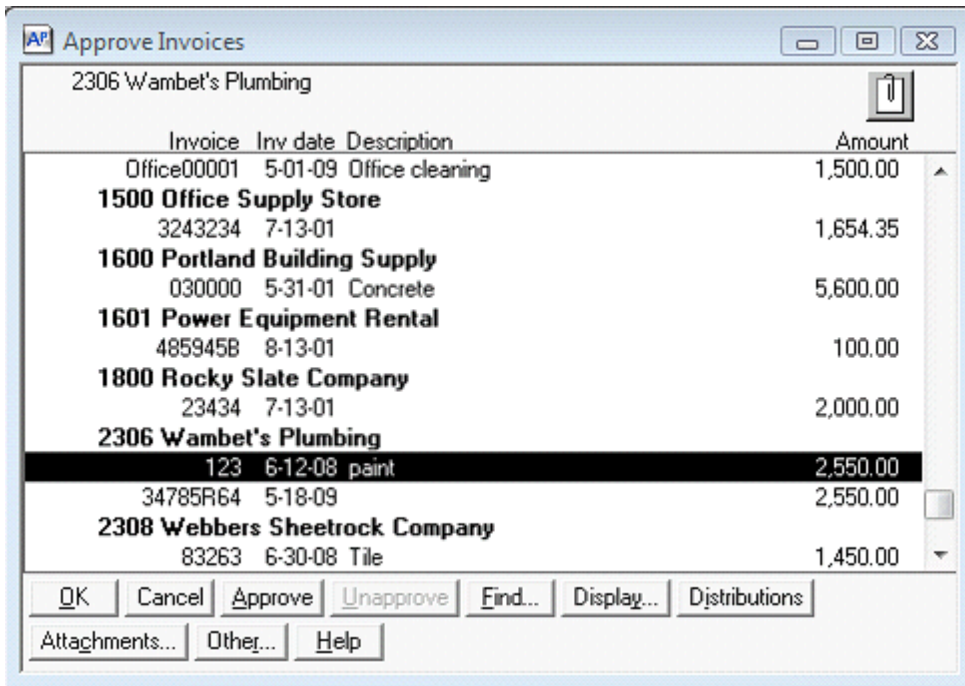 AP Approve Invoices
2306 Wambet's Plumbing
Invoice Inv date Description Amount
Office00001 5-01-09 Office cleaning 1,500.00
1500 Office Supply Store
3243234 7-13-01 1,654.35
1600 Portland Building Supply
030000 5-31-01 Concrete 5,600.00
1601 Power Equipment Rental
485945B 8-13-01 100.00
1800 Rocky Slate Company
23434 7-13-01 2,000.00
2306 Wambet's Plumbing
123 6-12-08 paint 2,550.00
34785R64 5-18-09 2,550.00
2308 Webbers Sheetrock Company
83263 6-30-08 Tile 1,450.00
OK Cancel Approve Unapprove Find... Display... Distributions
Attachments... Other... Help